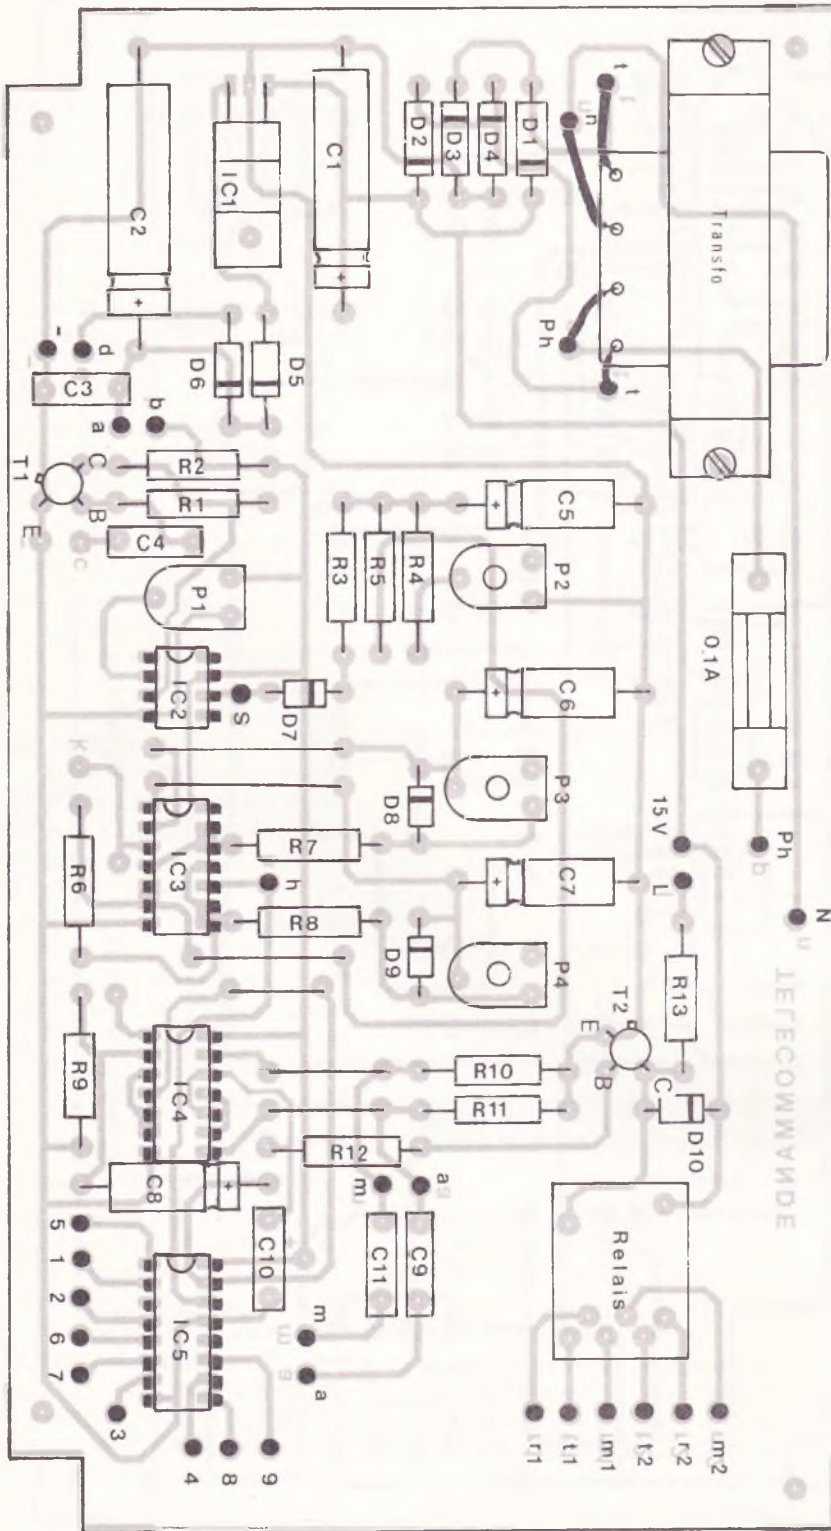 t
n
Ph
t
Transfo
D1
D4
D3
D2
C1
+
IC1
C2
+
-
d
D6
D5
C3
a
b
C
T1
B
E
c
R2
R1
C4
P1
R3
R5
R4
+
C5
P2
0.1A
IC2
S
D7
+
C6
P3
D8
K
R6
IC3
R7
h
R8
+
C7
D9
P4
15 V
L
Ph
b
N
n
TELECOMMANDE
R13
T2
E
B
C
D10
R9
IC4
R10
R11
R12
C8
+
m
a
C10
C11
C9
Relais
5
1
2
6
7
3
IC5
4
8
9
m
a
r1
t1
m1
t2
r2
m2